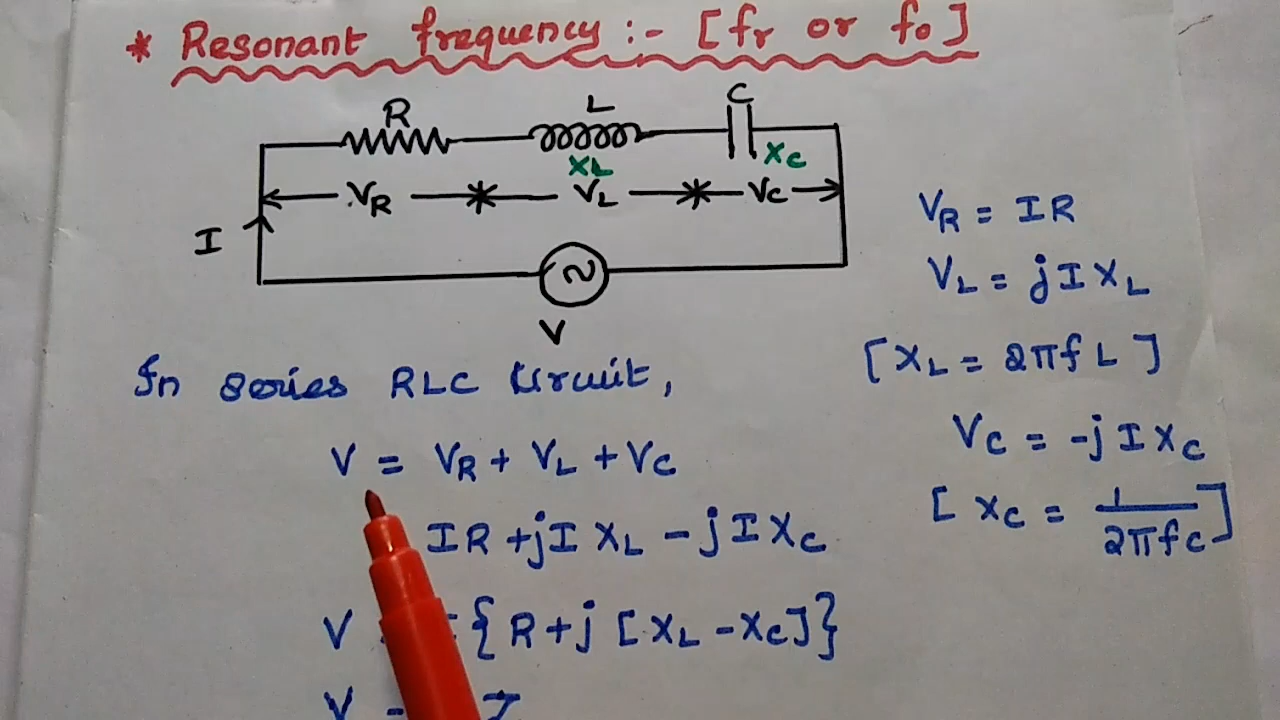 * Resonant frequency :- [fr or fo]
R L C
XL XC
VR VL VC
I
V
VR = IR
VL = jIXL
[XL = 2πfL]
VC = -jIXC
[XC = 1/2πfC]
In series RLC circuit,
V = VR + VL + VC
IR + jIXL - jIXC
V {R + j[XL - XC]}
V =